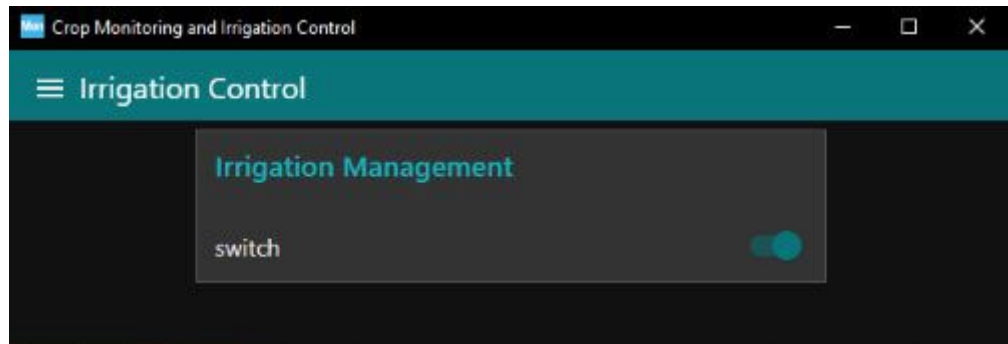 Crop Monitoring and Irrigation Control
Irrigation Control
Irrigation Management
switch